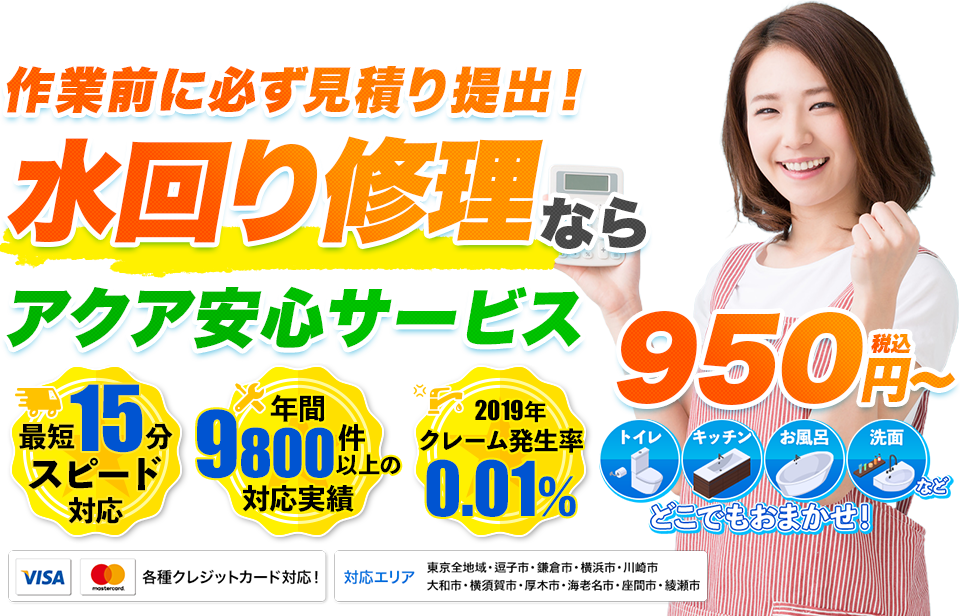 作業前に必ず見積り提出!
水回り修理なら
アクア安心サービス
950円〜
税込
最短15分
スピード
対応
年間
9800件
以上の
対応実績
2019年
クレーム発生率
0.01%
トイレ
キッチン
お風呂
洗面
など
どこでもおまかせ!
VISA
mastercard.
各種クレジットカード対応!
対応エリア
東京全地域・逗子市・鎌倉市・横浜市・川崎市
大和市・横須賀市・厚木市・海老名市・座間市・綾瀬市